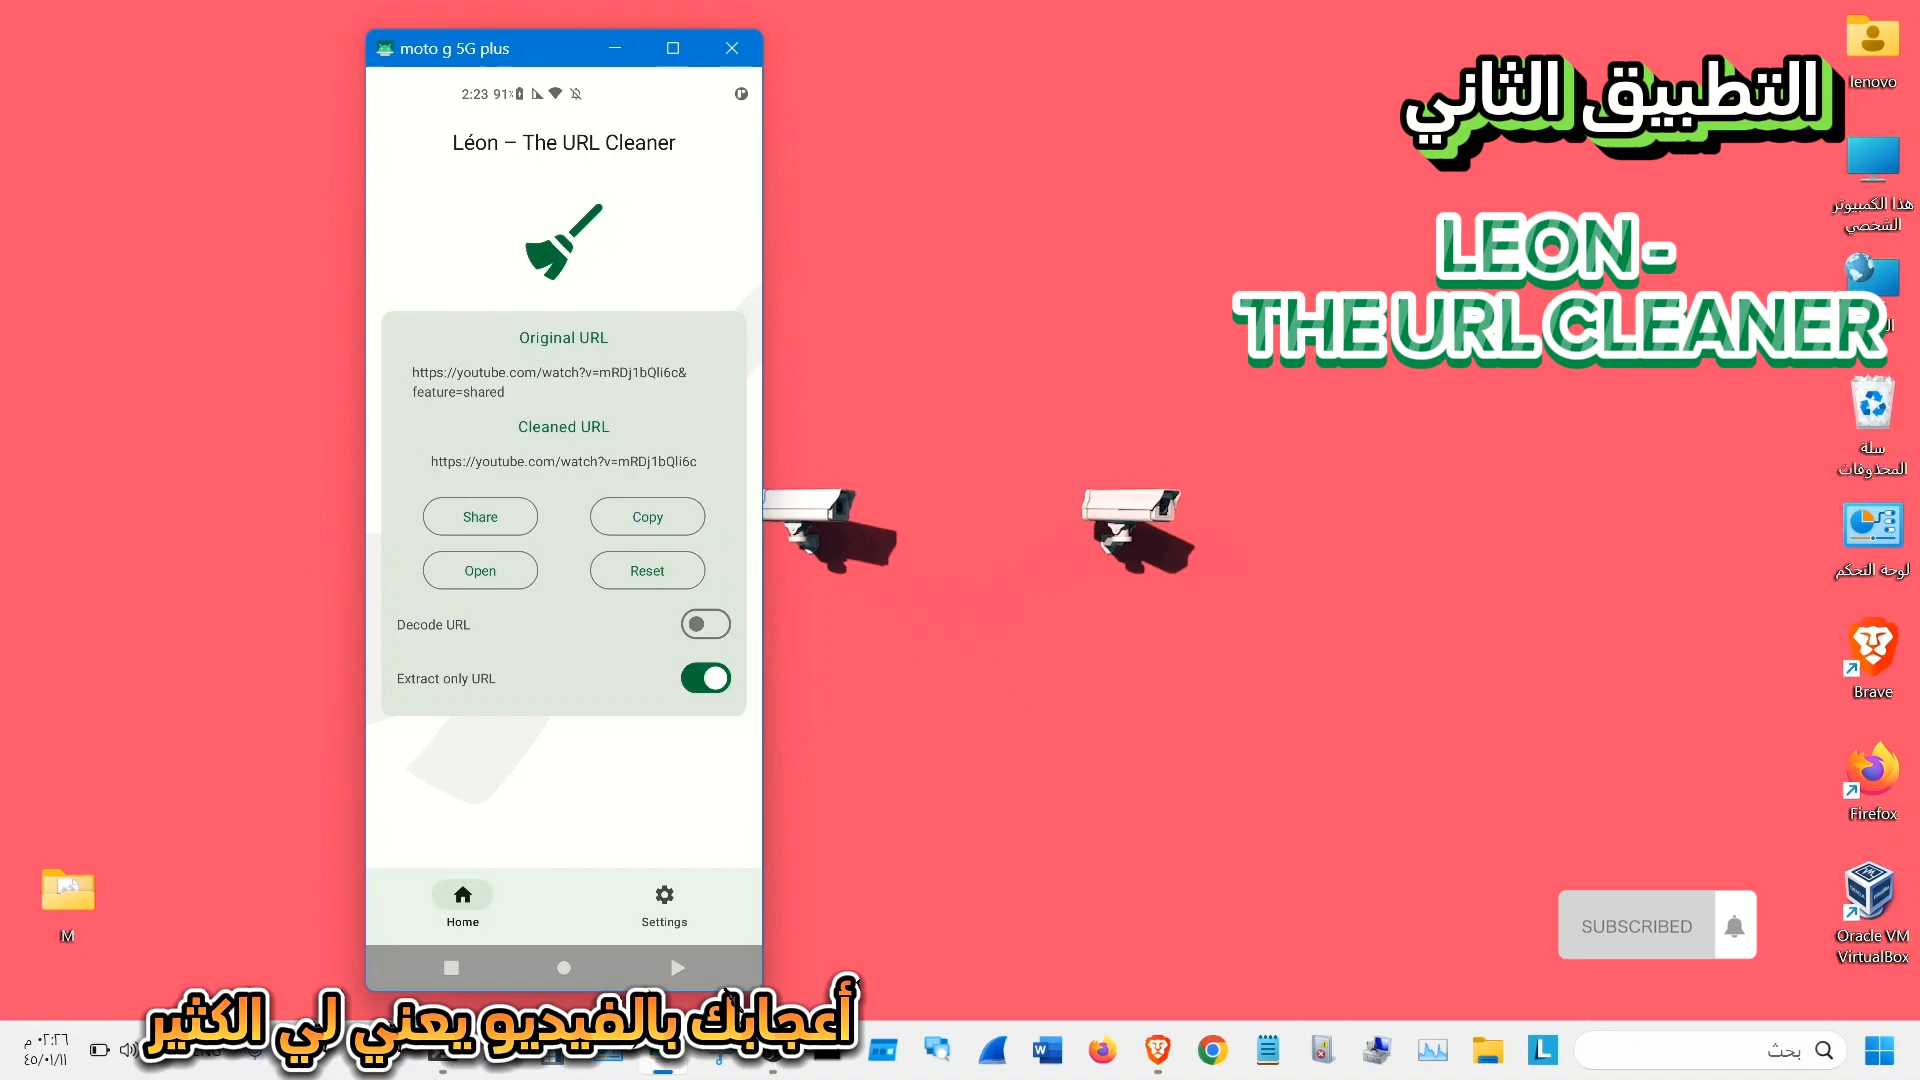 moto g 5G plus
2:23 91%
Léon – The URL Cleaner
Original URL
https://youtube.com/watch?v=mRDj1bQli6c&
feature=shared
Cleaned URL
https://youtube.com/watch?v=mRDj1bQli6c
Share
Copy
Open
Reset
Decode URL
Extract only URL
Home
Settings
التطبيق الثاني
LEON -
THE URL CLEANER
lenovo
هذا الكمبيوتر
الشخصي
سلة
المحذوفات
لوحة التحكم
Brave
Firefox
Oracle VM
VirtualBox
M
SUBSCRIBED
أعجابك بالفيديو يعني لي الكثير
بحث
٠٢:٢٦ م
٤٥/٠١/١١